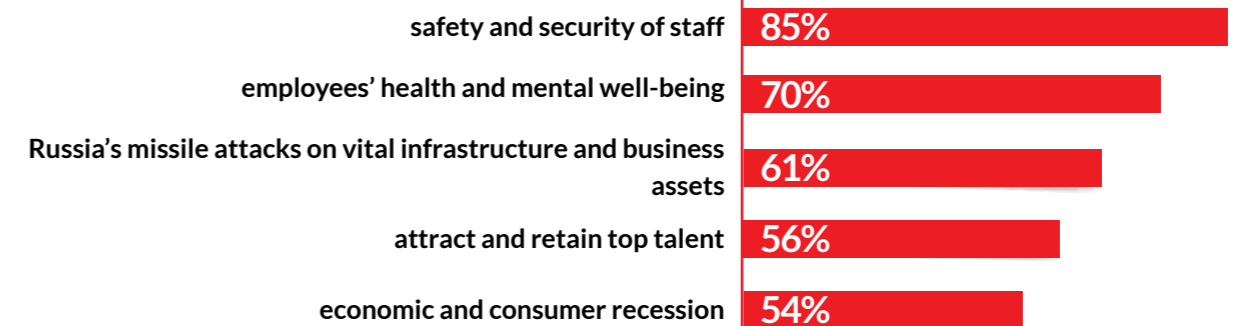 safety and security of staff 85%
employees’ health and mental well-being 70%
Russia’s missile attacks on vital infrastructure and business
assets 61%
attract and retain top talent 56%
economic and consumer recession 54%